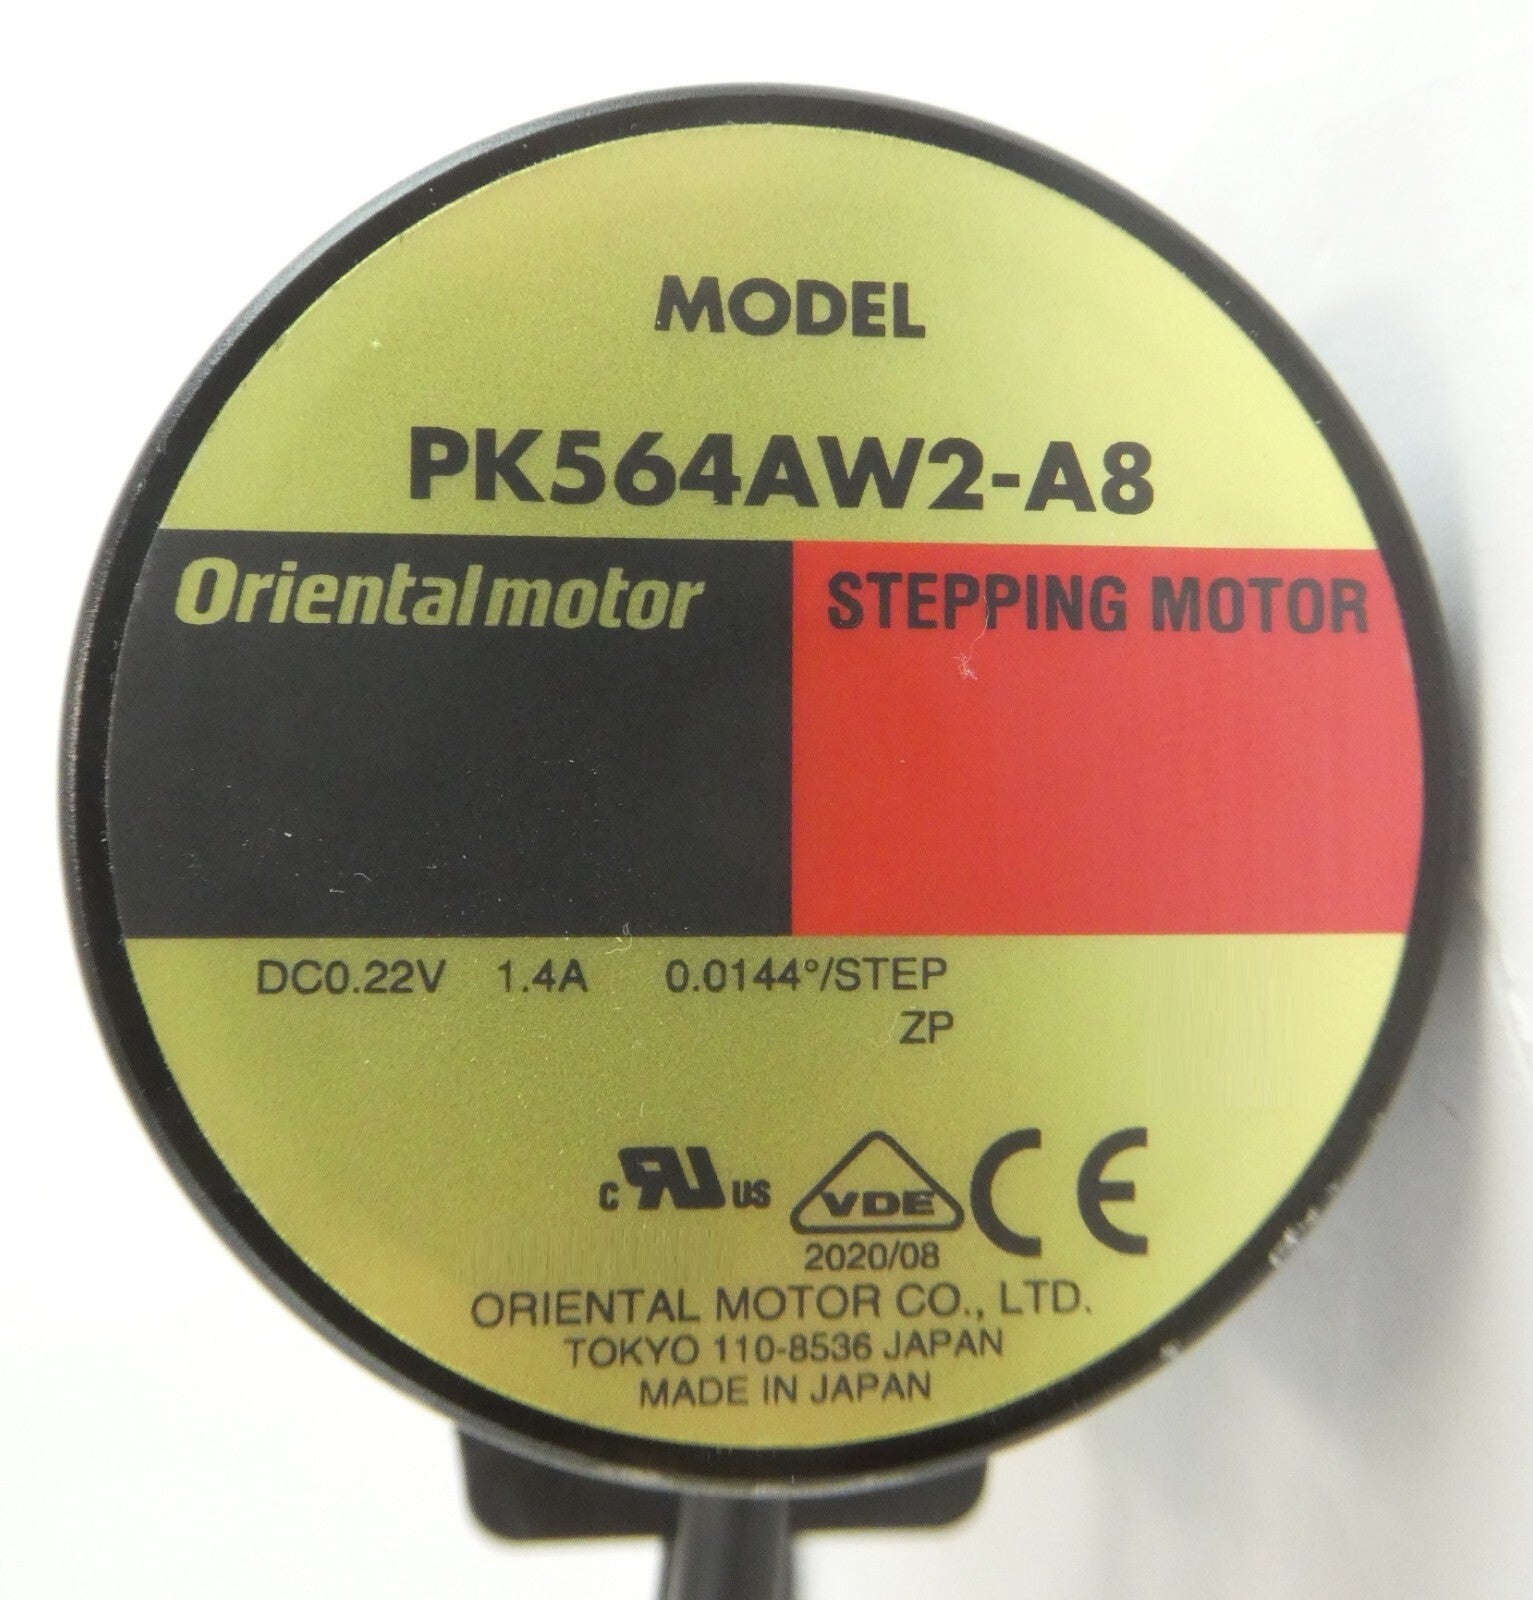 MODEL
PK564AW2-A8
Orientalmotor STEPPING MOTOR
DC0.22V 1.4A 0.0144°/STEP
ZP
c RU US VDE CE
2020/08
ORIENTAL MOTOR CO., LTD.
TOKYO 110-8536 JAPAN
MADE IN JAPAN